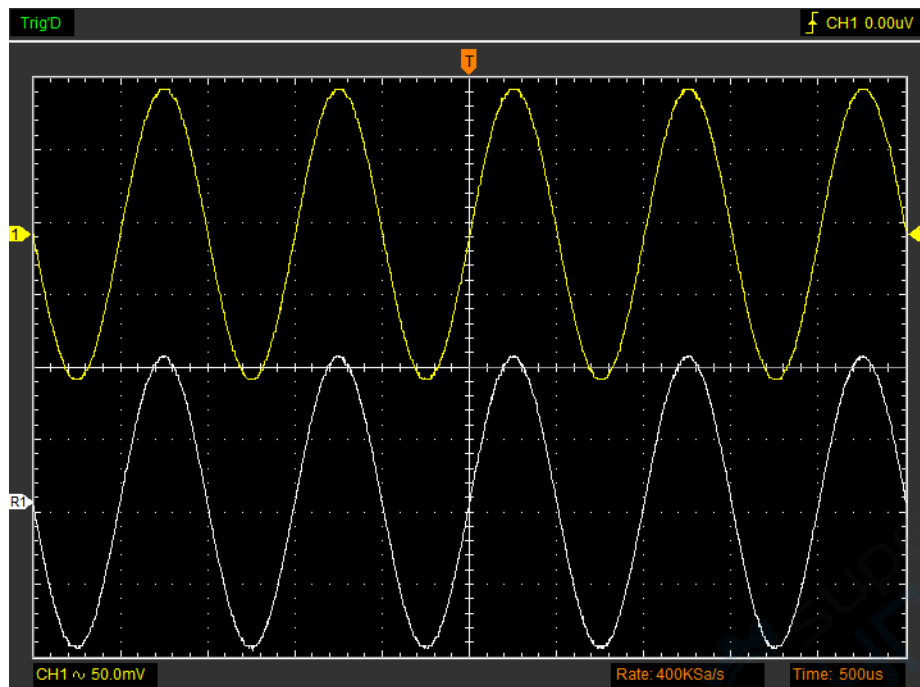 Trig'D
CH1 0.00uV
T
1
R1
CH1 ∿ 50.0mV
Rate: 400KSa/s
Time: 500us